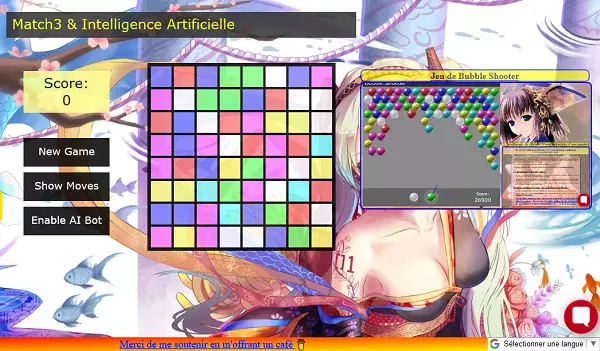 Match3 & Intelligence Artificielle
Score:
0
New Game
Show Moves
Enable AI Bot
Jeu de Bubble Shooter
Score:
26900
Merci de me soutenir en m'offrant un café
Sélectionner une langue